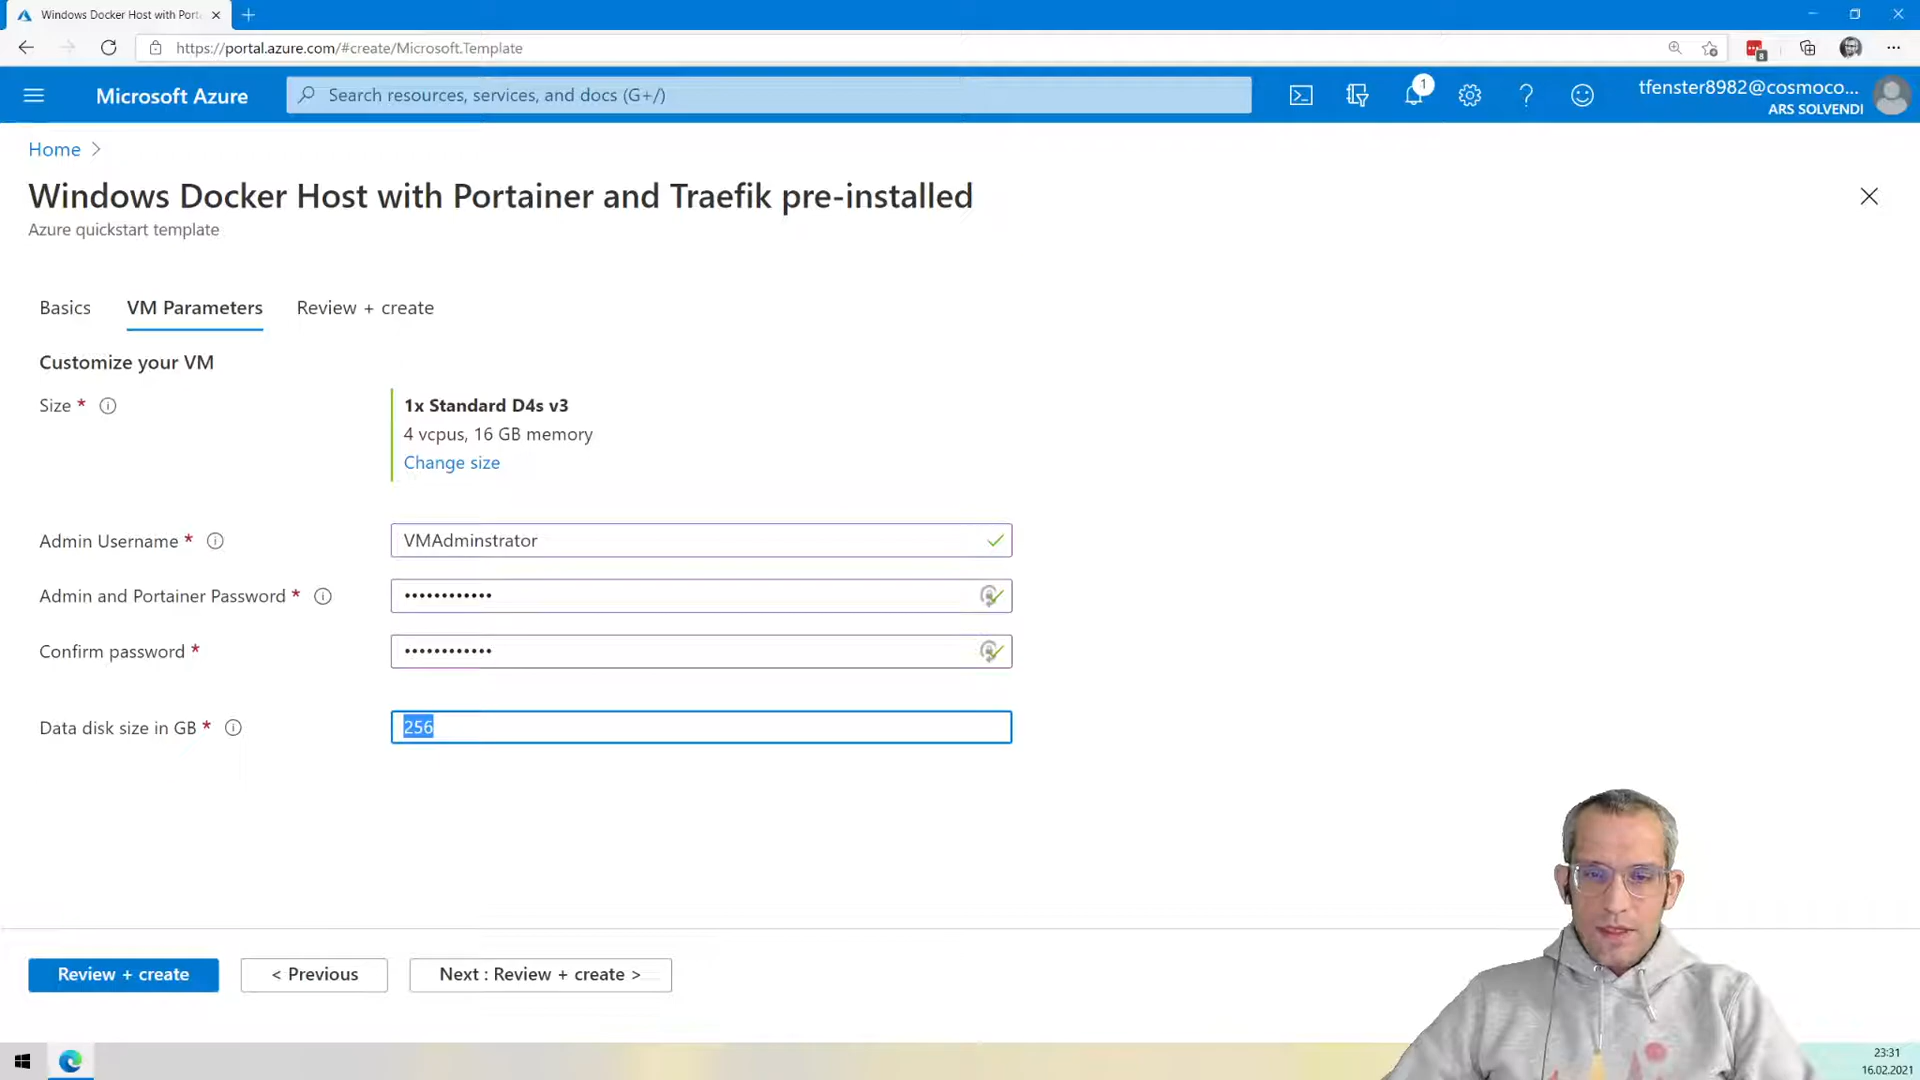 Windows Docker Host with Port
https://portal.azure.com/#create/Microsoft.Template
8
Microsoft Azure
Search resources, services, and docs (G+/)
1
tfenster8982@cosmoco...
ARS SOLVENDI
Home >
Windows Docker Host with Portainer and Traefik pre-installed
Azure quickstart template
Basics
VM Parameters
Review + create
Customize your VM
Size *
1x Standard D4s v3
4 vcpus, 16 GB memory
Change size
Admin Username *
VMAdminstrator
Admin and Portainer Password *
••••••••••••
Confirm password *
••••••••••••
Data disk size in GB *
256
Review + create
< Previous
Next : Review + create >
23:31
16.02.2021